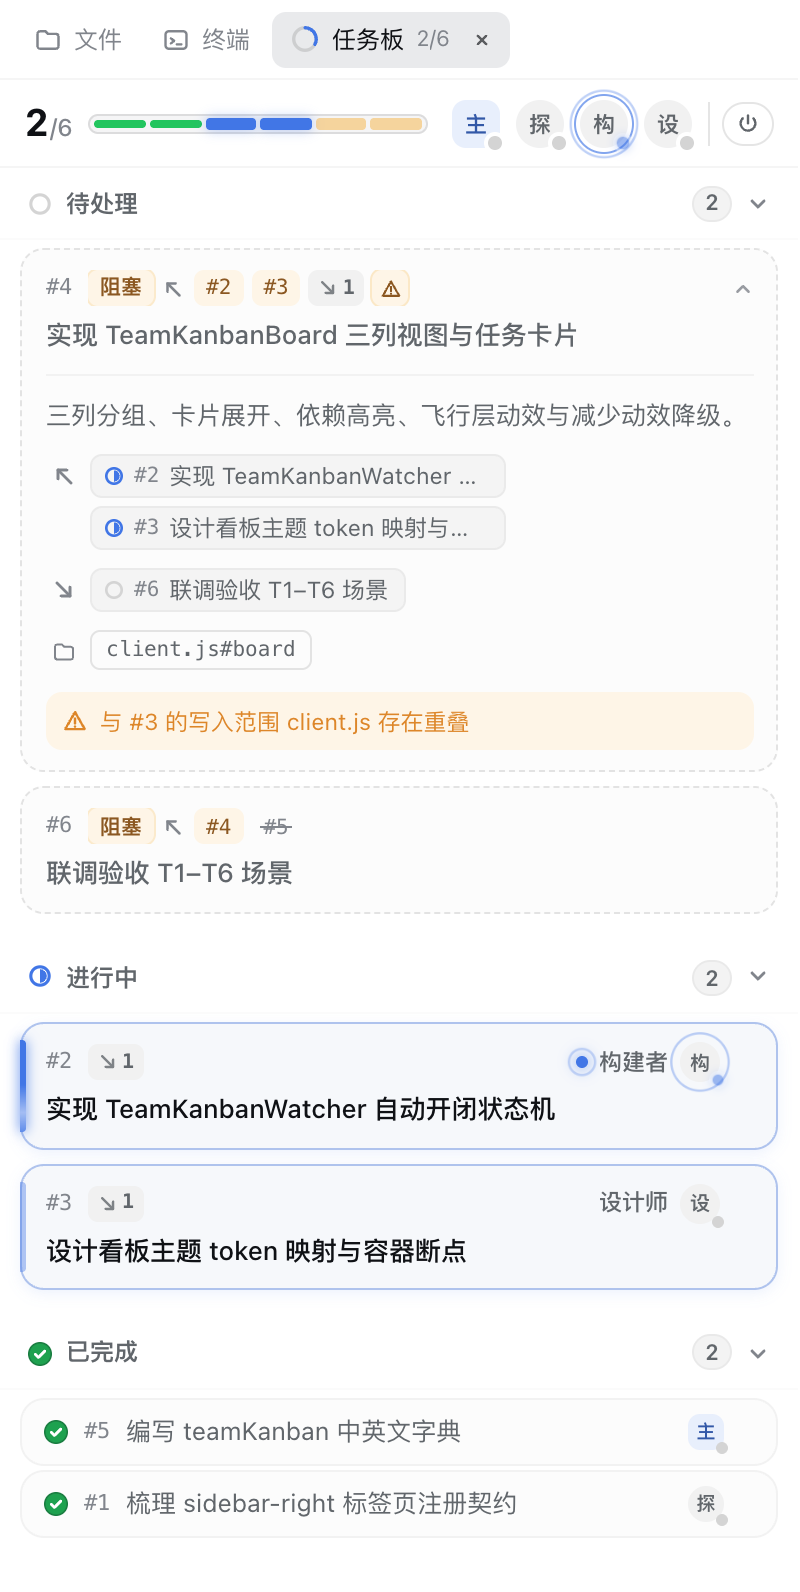 文件 终端 任务板 2/6 ×
2/6 主 探 构 设
待处理 2
#4 阻塞 #2 #3 1
实现 TeamKanbanBoard 三列视图与任务卡片
三列分组、卡片展开、依赖高亮、飞行层动效与减少动效降级。
#2 实现 TeamKanbanWatcher ...
#3 设计看板主题 token 映射与...
#6 联调验收 T1–T6 场景
client.js#board
与 #3 的写入范围 client.js 存在重叠
#6 阻塞 #4 #5
联调验收 T1–T6 场景
进行中 2
#2 1 构建者 构
实现 TeamKanbanWatcher 自动开闭状态机
#3 1 设计师 设
设计看板主题 token 映射与容器断点
已完成 2
#5 编写 teamKanban 中英文字典 主
#1 梳理 sidebar-right 标签页注册契约 探